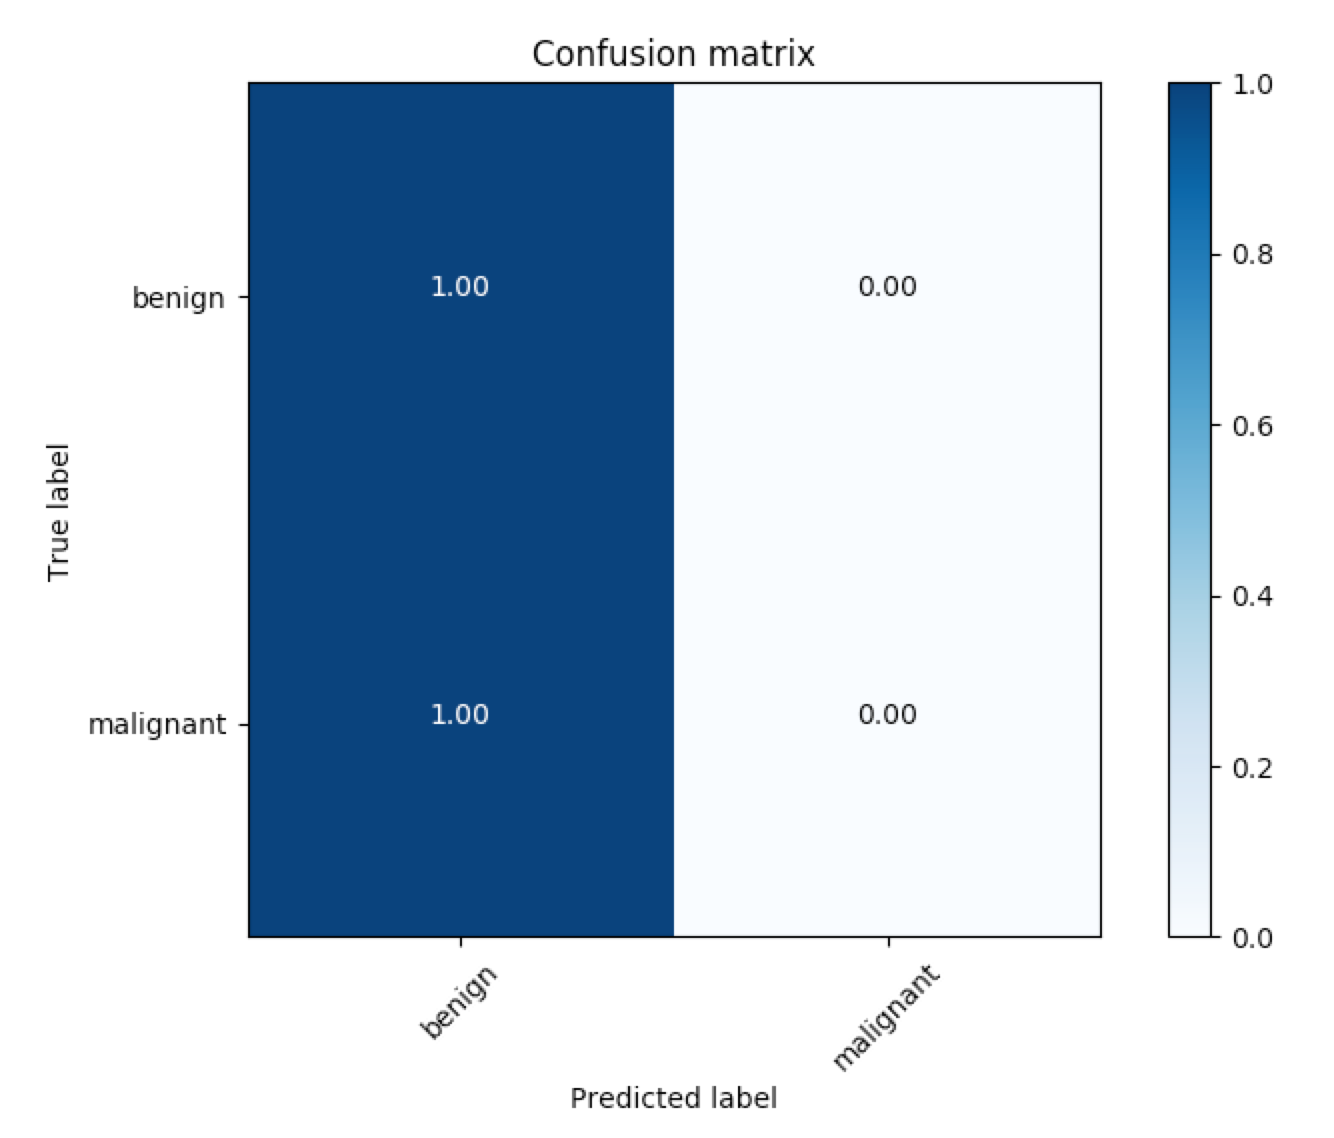 Confusion matrix
1.0
0.8
0.6
0.4
0.2
0.0
True label
benign
1.00
0.00
malignant
1.00
0.00
benign
malignant
Predicted label